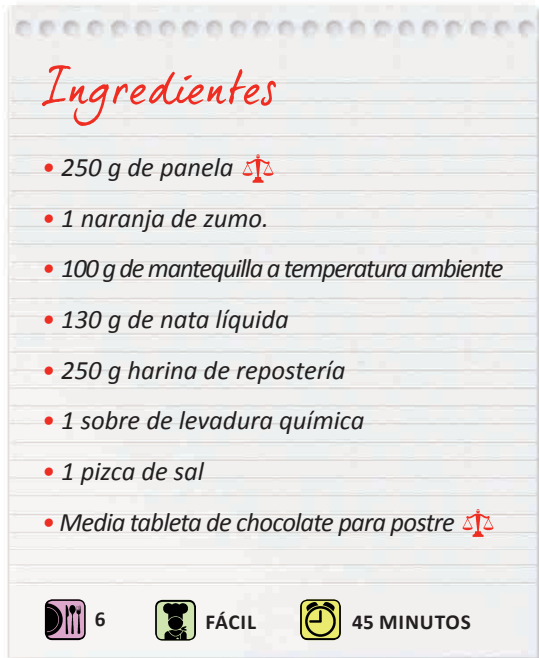 Ingredientes
• 250 g de panela
• 1 naranja de zumo.
• 100 g de mantequilla a temperatura ambiente
• 130 g de nata líquida
• 250 g harina de repostería
• 1 sobre de levadura química
• 1 pizca de sal
• Media tableta de chocolate para postre
6 FÁCIL 45 MINUTOS